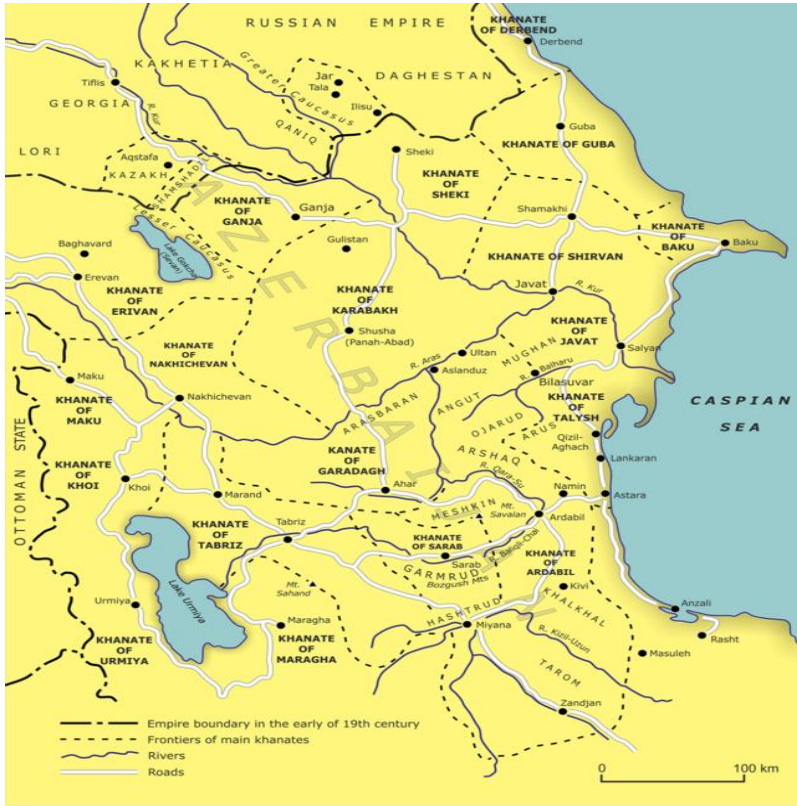 RUSSIAN EMPIRE
KHANATE
OF DERBEND
Derbend
KAKHETIA
Greater Caucasus
DAGHESTAN
Jar
Tala
Ilisu
Tiflis
GEORGIA
R. Kur
QANIQ
Guba
KHANATE OF GUBA
LORI
Aqstafa
KAZAKH
SHAMSHADIL
Sheki
KHANATE
OF
SHEKI
Lesser Caucasus
KHANATE
OF
GANJA
Ganja
Shamakhi
KHANATE
OF
BAKU
Baku
Baghavard
Lake Gokcha
(Sevan)
Gulistan
KHANATE OF SHIRVAN
Erevan
KHANATE
OF
ERIVAN
Javat
R. Kur
KHANATE
OF
KARABAKH
AZERBAIJAN
Shusha
(Panah-Abad)
KHANATE
OF
JAVAT
Salyan
KHANATE
OF
NAKHICHEVAN
R. Aras
Ultan
Aslanduz
MUGHAN
R. Balharu
Bilasuvar
Maku
KHANATE
OF
MAKU
Nakhichevan
ARASBARAN
ANGUT
OJARUD
ARUS
KHANATE
OF
TALYSH
CASPIAN
SEA
Qizil-
Aghach
Lankaran
OTTOMAN STATE
KHANATE
OF
KHOI
Khoi
KANATE
OF
GARADAGH
ARSHAQ
R. Qara-Su
Marand
Ahar
MESHKIN
Mt.
Savalan
Namin
Astara
Ardabil
KHANATE
OF
TABRIZ
Tabriz
KHANATE
OF SARAB
Sarab
R. Baliqli-Chai
GARMRUD
Bozgush Mts
KHANATE
OF
ARDABIL
Kivi
Lake Urmiya
Mt.
Sahand
Urmiya
Maragha
KHANATE
OF
MARAGHA
KHANATE
OF
URMIYA
HASHTRUD
Miyana
KHALKHAL
R. Kizil-Uzun
Anzali
Rasht
Masuleh
TAROM
Zandjan
Empire boundary in the early of 19th century
Frontiers of main khanates
Rivers
Roads
0 100 km